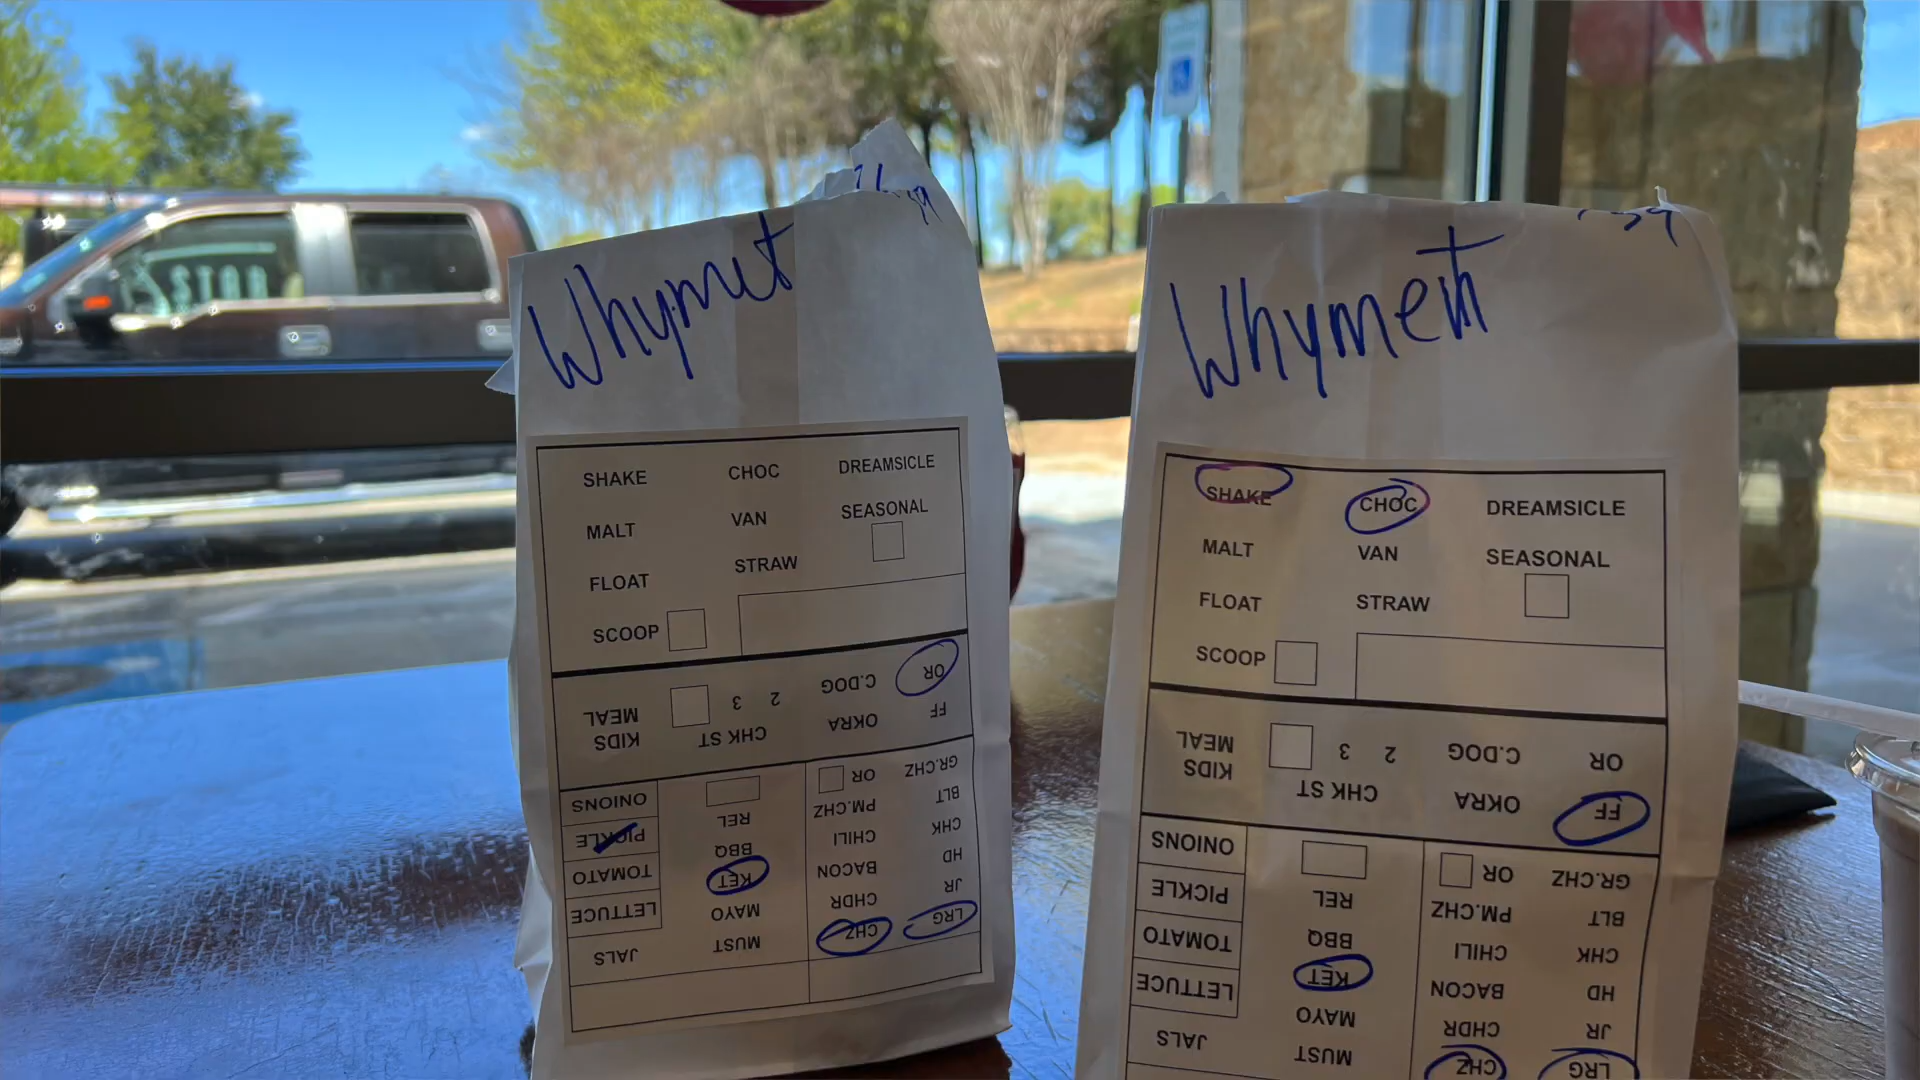 Whymet
SHAKE CHOC DREAMSICLE
MALT VAN SEASONAL
FLOAT STRAW
SCOOP
KIDS MEAL CHK ST 2 3 C.DOG OR
OKRA FF
ONIONS REL OR GR.CHZ
PICKLE BBQ PM.CHZ BLT
TOMATO KET CHILI CHK
LETTUCE MAYO BACON HD
JALS MUST CHDR JR
CHZ LRG
Whyment
SHAKE CHOC DREAMSICLE
MALT VAN SEASONAL
FLOAT STRAW
SCOOP
KIDS MEAL CHK ST 2 3 C.DOG OR
OKRA FF
ONIONS REL OR GR.CHZ
PICKLE BBQ PM.CHZ BLT
TOMATO KET CHILI CHK
LETTUCE MAYO BACON HD
JALS MUST CHDR JR
CHZ LRG